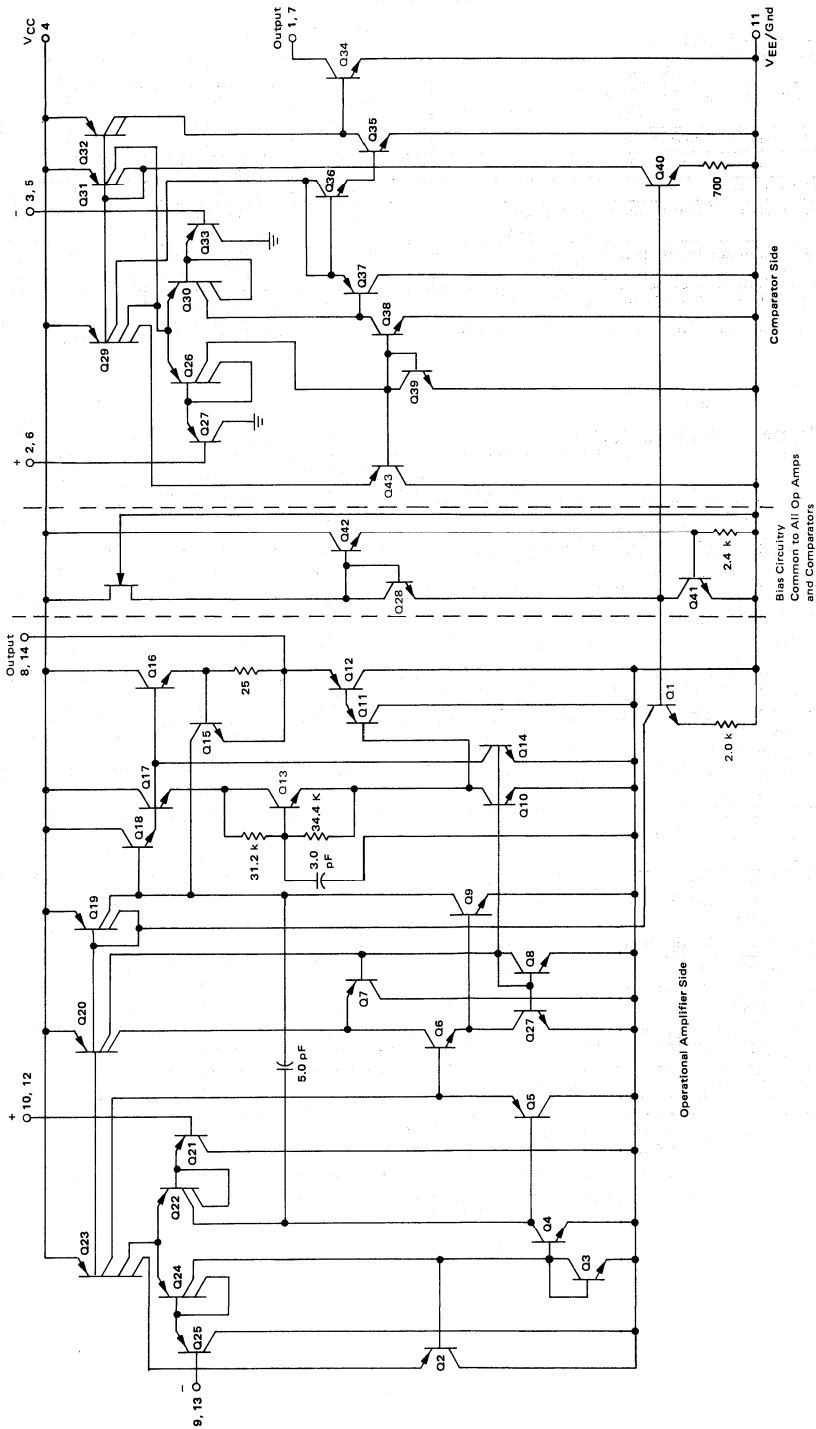 Output
8, 14
VCC
4
Output
1, 7
+
10, 12
-
9, 13
+
2, 6
-
3, 5
Q23
Q20
Q19
Q18
Q17
Q16
Q15
25
Q22
Q21
Q24
Q25
5.0 pF
31.2 k
Q13
34.4 K
3.0
pF
Q12
Q11
Q7
Q6
Q9
Q14
Q10
Q5
Q8
Q27
Q4
Q3
Q2
Q1
2.0 k
Operational Amplifier Side
Q42
Q28
Q41
2.4 k
Bias Circuitry
Common to All Op Amps
and Comparators
Q29
Q31
Q32
Q30
Q33
Q26
Q27
Q34
Q35
Q36
Q37
Q38
Q39
Q43
Q40
700
Comparator Side
11
VEE/Gnd